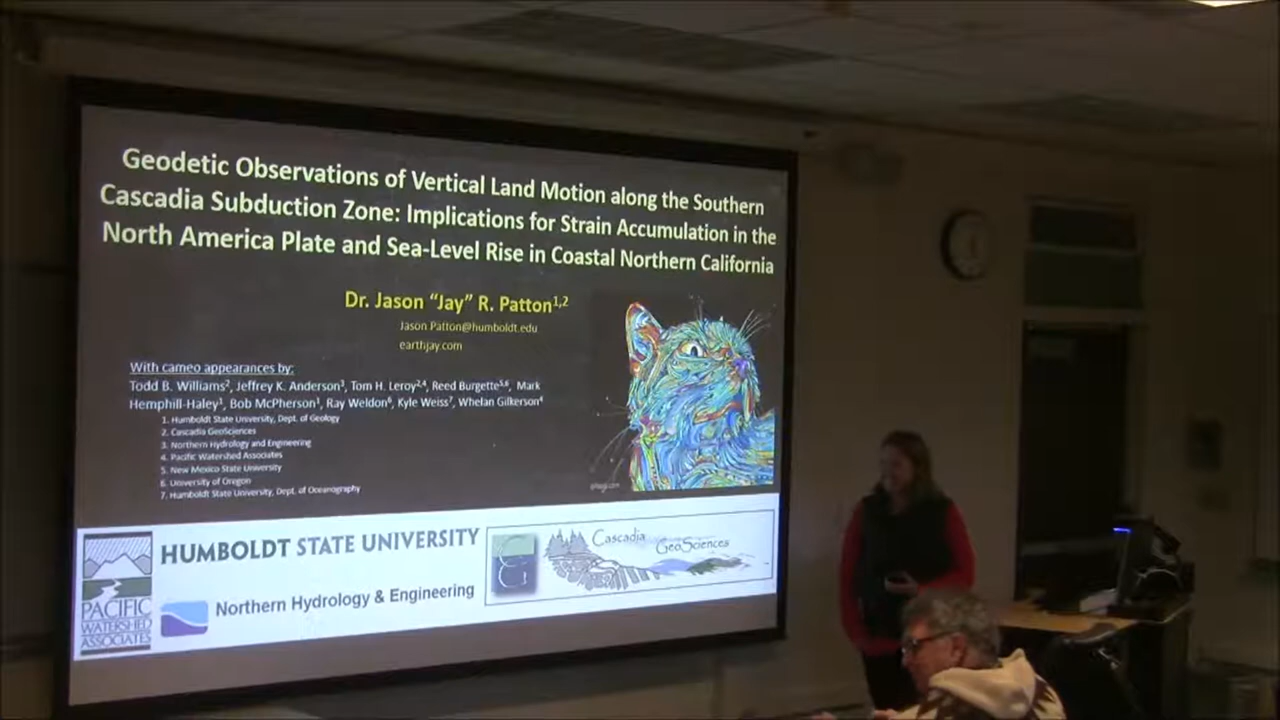 Geodetic Observations of Vertical Land Motion along the Southern
Cascadia Subduction Zone: Implications for Strain Accumulation in the
North America Plate and Sea-Level Rise in Coastal Northern California
Dr. Jason “Jay” R. Patton1,2
Jason.Patton@humboldt.edu
earthjay.com
With cameo appearances by:
Todd B. Williams2, Jeffrey K. Anderson3, Tom H. Leroy2,4, Reed Burgette5,6, Mark
Hemphill-Haley1, Bob McPherson1, Ray Weldon6, Kyle Weiss7, Whelan Gilkerson4
1. Humboldt State University, Dept. of Geology
2. Cascadia GeoSciences
3. Northern Hydrology and Engineering
4. Pacific Watershed Associates
5. New Mexico State University
6. University of Oregon
7. Humboldt State University, Dept. of Oceanography
HUMBOLDT STATE UNIVERSITY
Cascadia
GeoSciences
PACIFIC
WATERSHED
ASSOCIATES
Northern Hydrology & Engineering